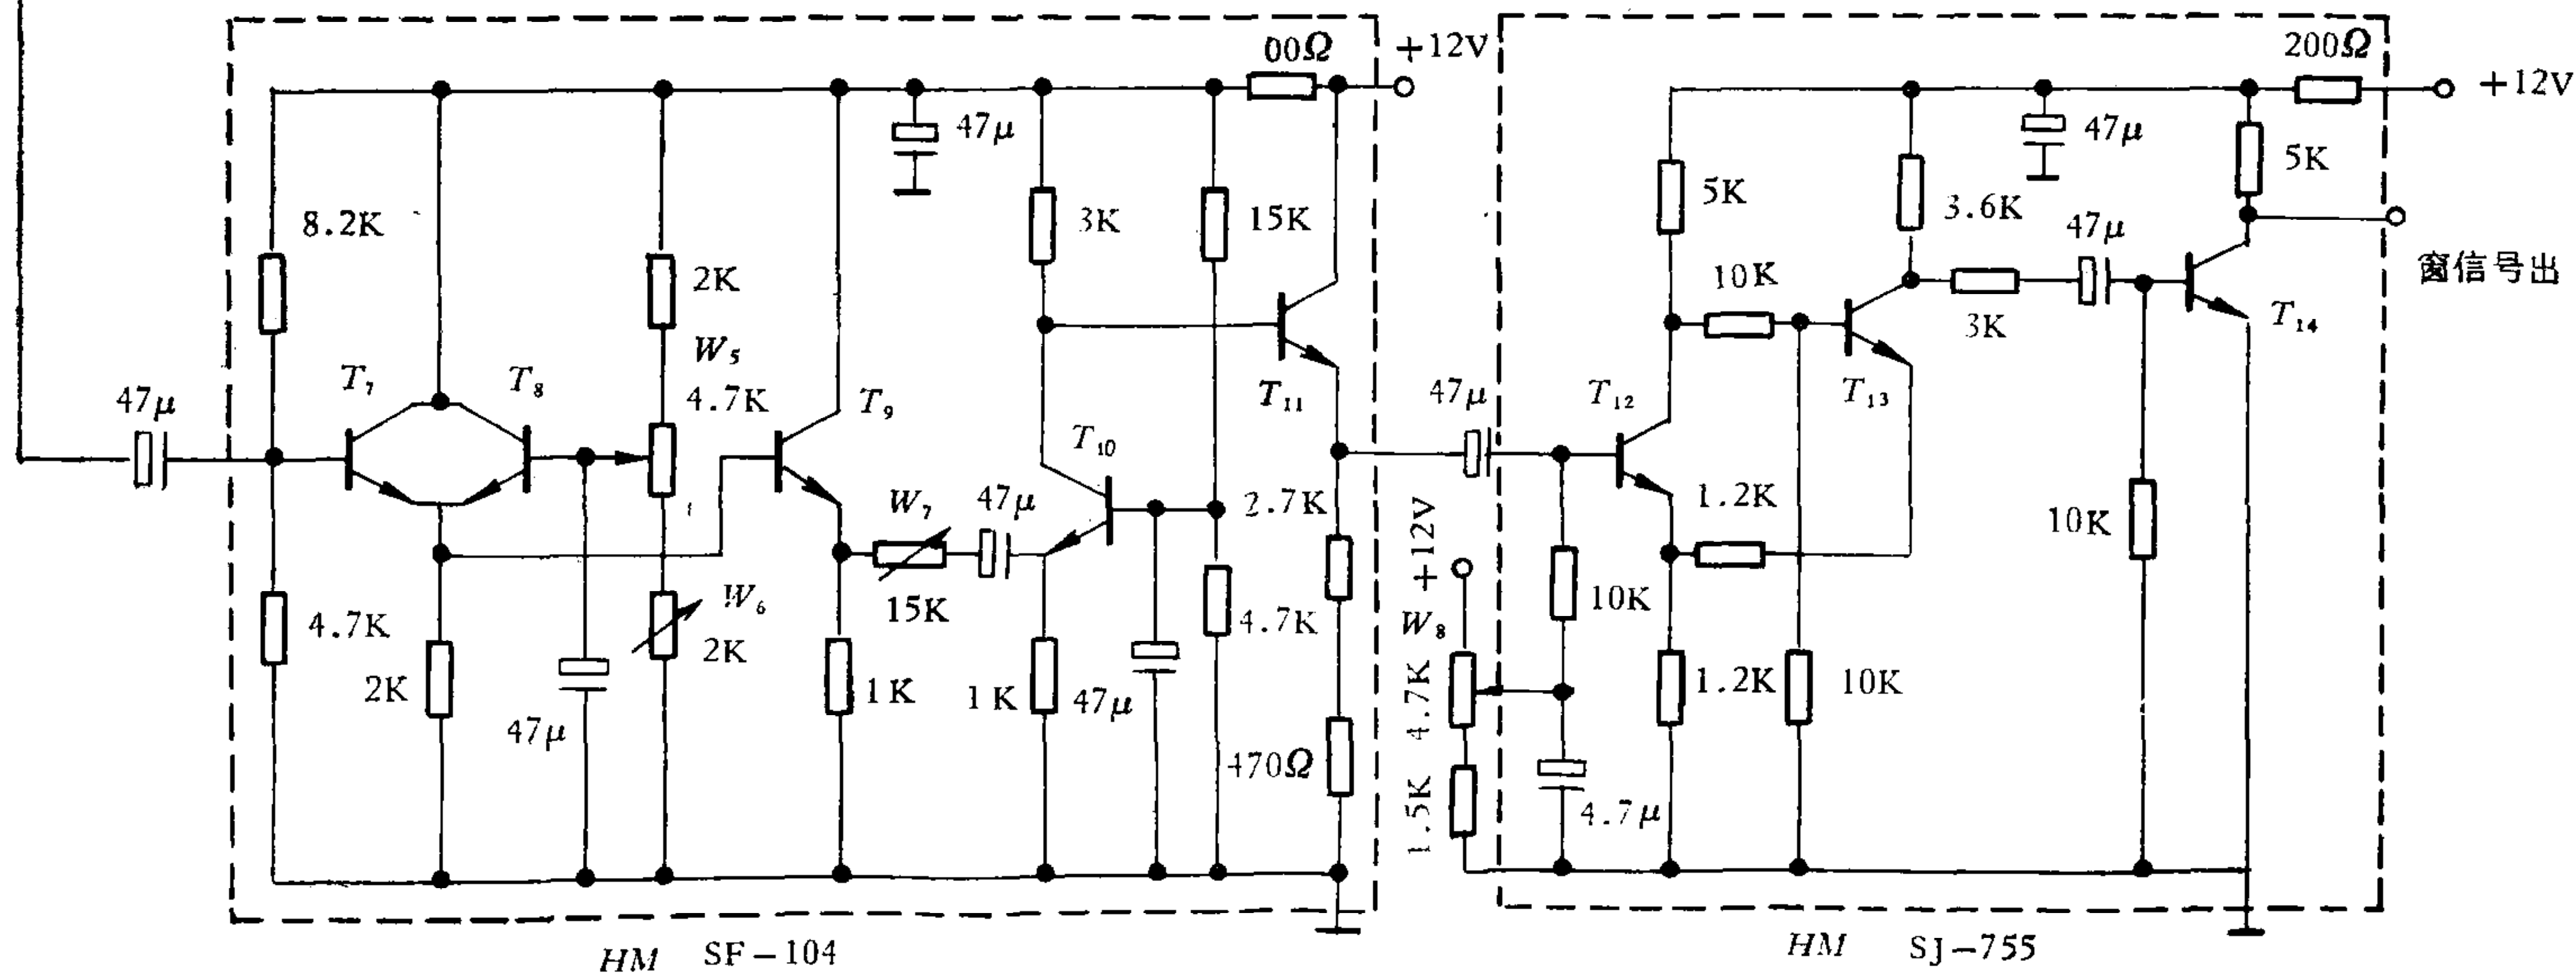 00Ω
+12V
200Ω
+12V
47μ
47μ
5K
8.2K
3K
15K
5K
3.6K
47μ
2K
10K
窗信号出
3K
T₁₄
W₅
T₇
T₈
4.7K
T₉
T₁₁
T₁₂
T₁₃
47μ
47μ
T₁₀
W₇
47μ
2.7K
+12V
1.2K
10K
15K
W₆
4.7K
2K
4.7K
10K
W₈
2K
1K
1K
47μ
4.7K
1.2K
10K
47μ
470Ω
1.5K
4.7μ
HM SF-104
HM SJ-755